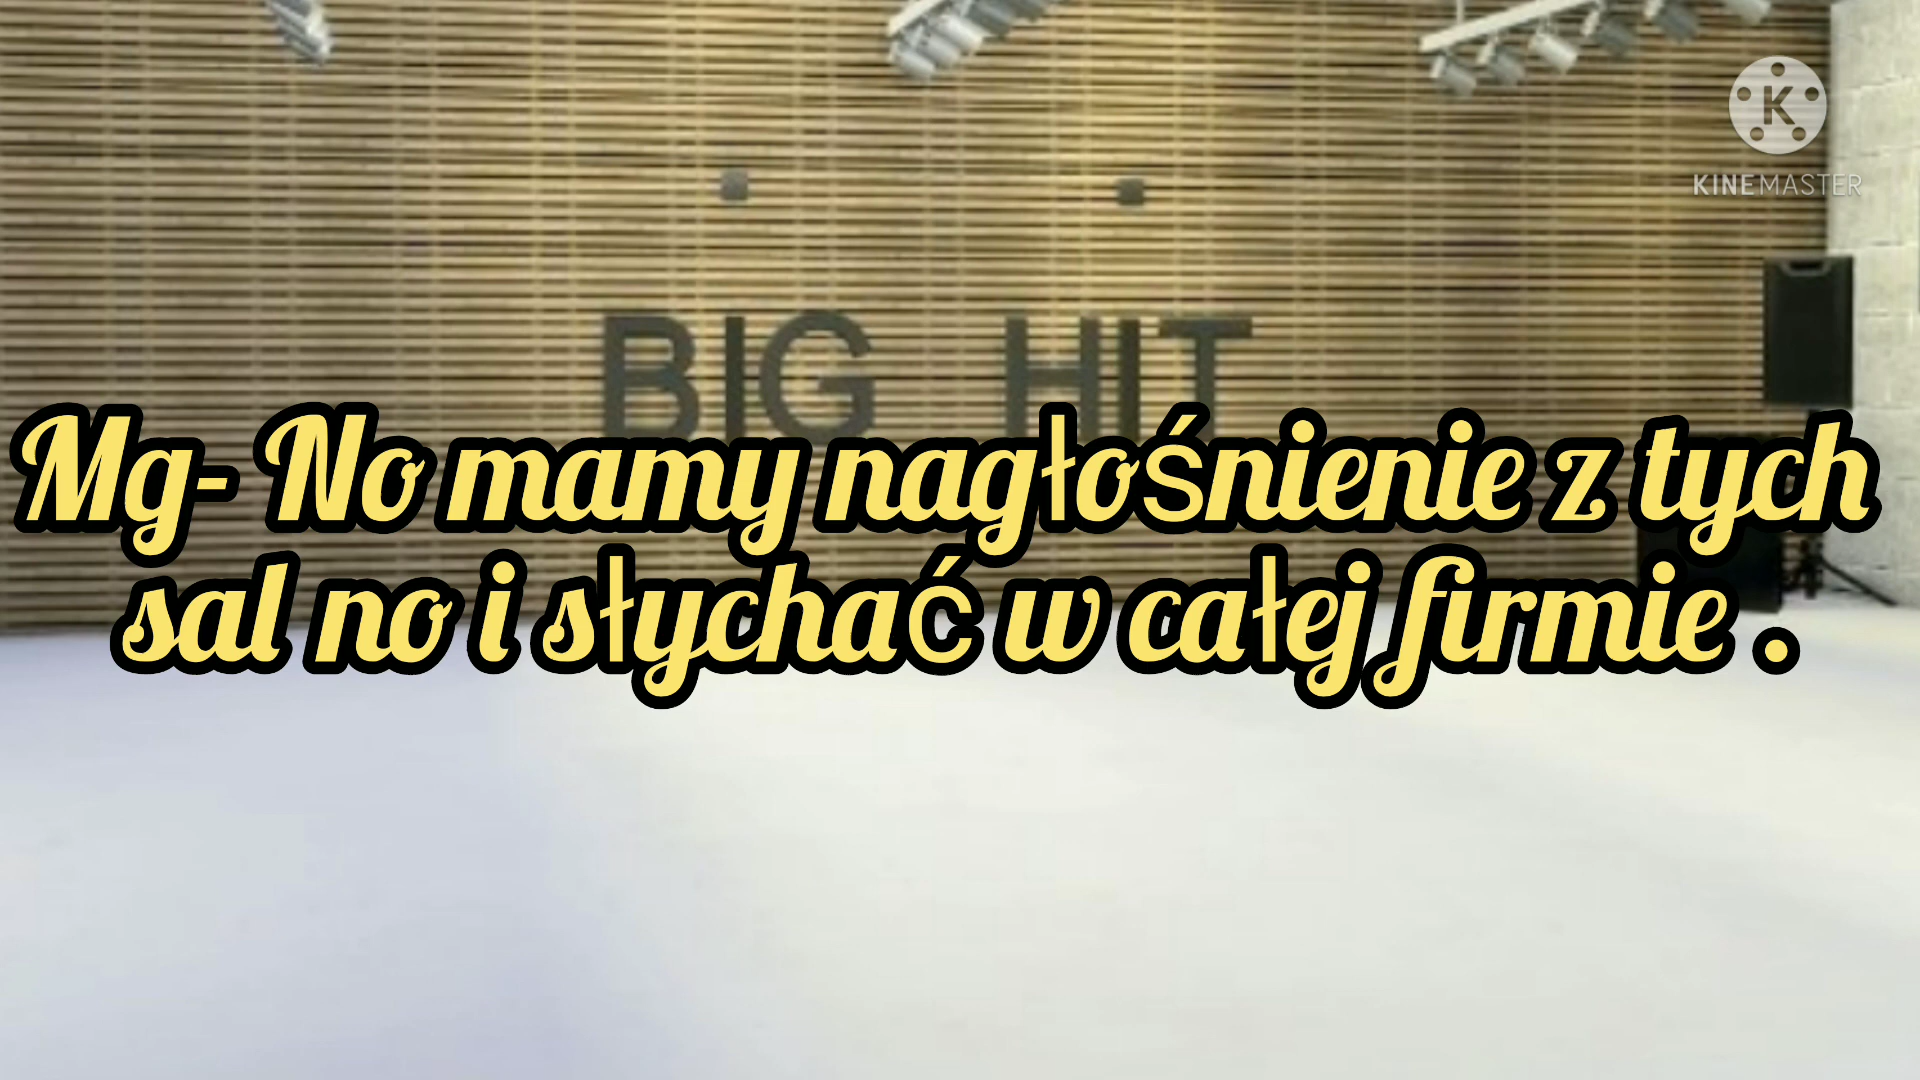 K
KINEMASTER
BIG HIT
Mg- No mamy nagłośnienie z tych
sal no i słychać w całej firmie .